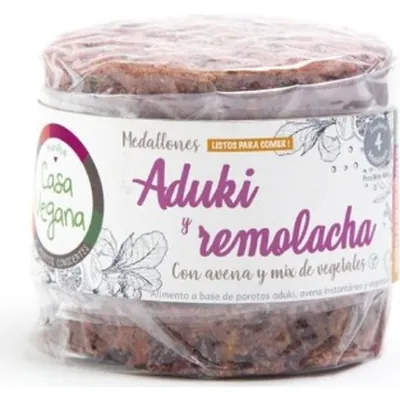 Medallones
LISTOS PARA COMER!
4
Casa
Vegana
Aduki
y remolacha
Con avena y mix de vegetales
Alimento a base de porotos aduki, avena instantánea y